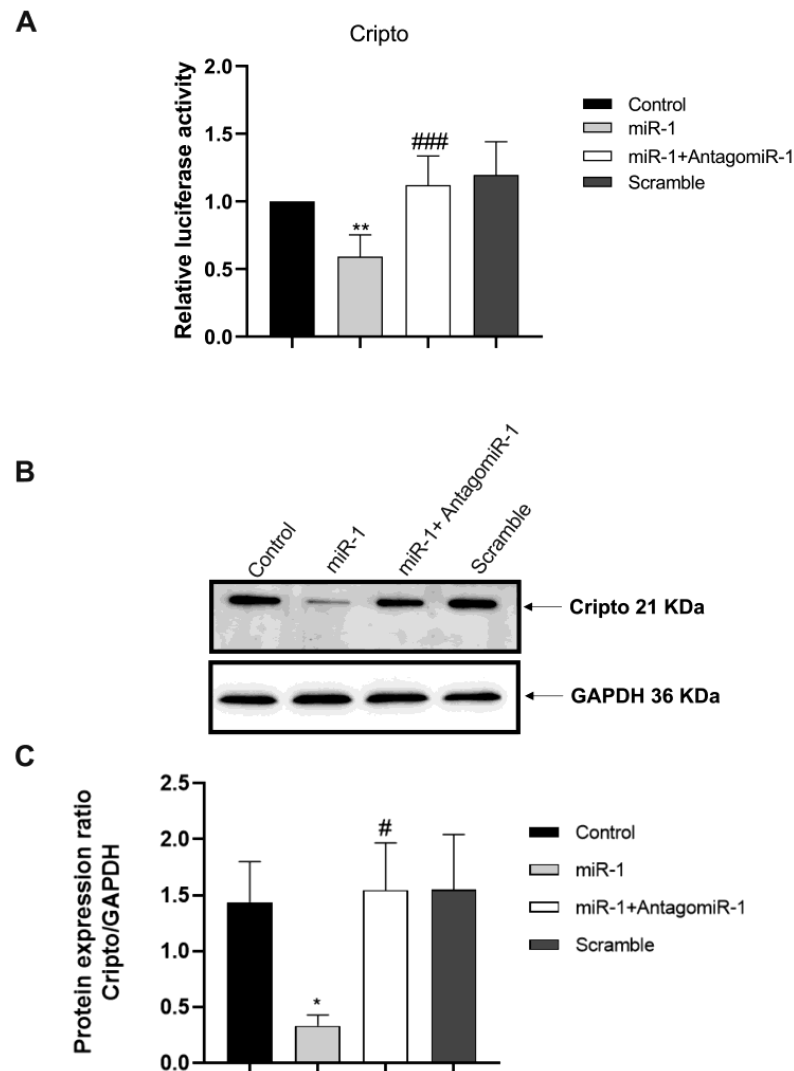 A
Cripto
Relative luciferase activity
2.0
1.5
1.0
0.5
0.0
###
**
Control
miR-1
miR-1+AntagomiR-1
Scramble
B
Control
miR-1
miR-1+ AntagomiR-1
Scramble
Cripto 21 KDa
GAPDH 36 KDa
C
Protein expression ratio
Cripto/GAPDH
2.5
2.0
1.5
1.0
0.5
0.0
#
*
Control
miR-1
miR-1+AntagomiR-1
Scramble